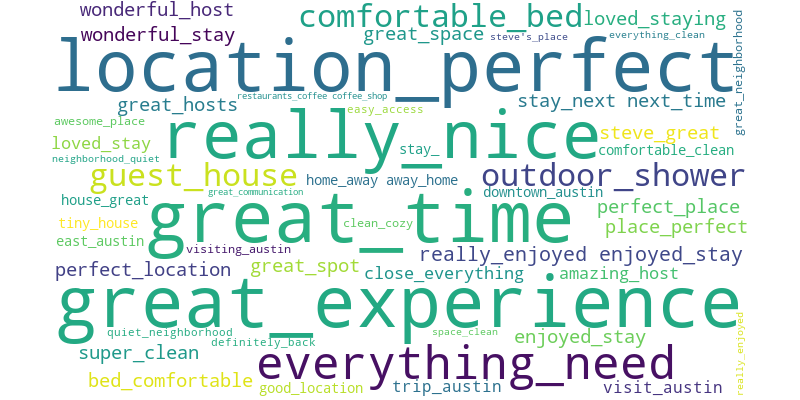 wonderful_host
comfortable_bed
loved_staying
wonderful_stay
great_space
steve's_place
everything_clean
great_neighborhood
location_perfect
restaurants_coffee coffee_shop
great_hosts
easy_access
stay_next next_time
awesome_place
really_nice
steve_great
loved_stay
stay_
comfortable_clean
neighborhood_quiet
guest_house
home_away away_home
outdoor_shower
house_great
great_communication
downtown_austin
great_time
perfect_place
tiny_house
clean_cozy
place_perfect
east_austin
visiting_austin
really_enjoyed enjoyed_stay
perfect_location
great_spot
close_everything
amazing_host
great_experience
quiet_neighborhood
space_clean
enjoyed_stay
definitely_back
really_enjoyed
super_clean
everything_need
bed_comfortable
good_location
trip_austin
visit_austin